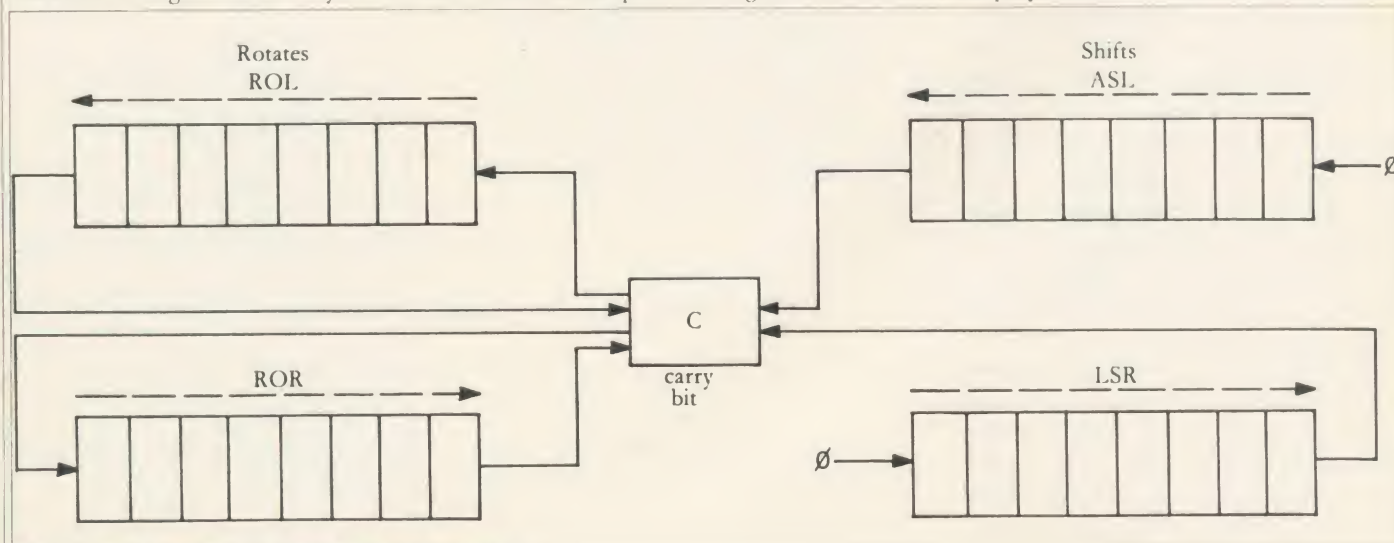 Rotates
ROL
Shifts
ASL
Ø
C
carry
bit
ROR
LSR
Ø